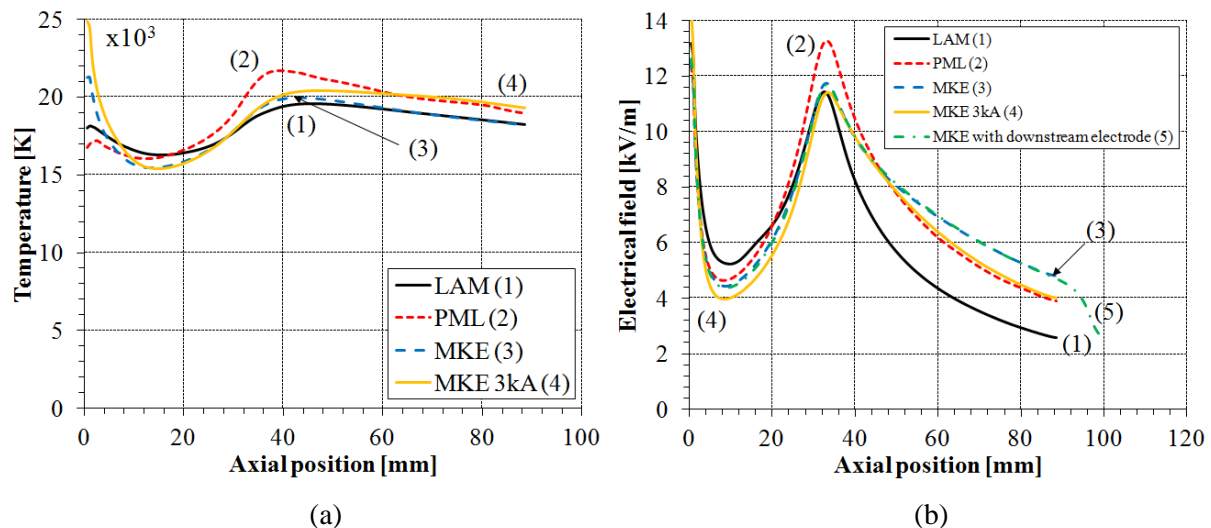 x10³
25
20
15
10
5
0
0
20
40
60
80
100
Temperature [K]
Axial position [mm]
(2)
(4)
(1)
(3)
LAM (1)
PML (2)
MKE (3)
MKE 3kA (4)
(a)
14
12
10
8
6
4
2
0
0
20
40
60
80
100
120
Electrical field [kV/m]
Axial position [mm]
(2)
(3)
(4)
(5)
(1)
LAM (1)
PML (2)
MKE (3)
MKE 3kA (4)
MKE with downstream electrode (5)
(b)